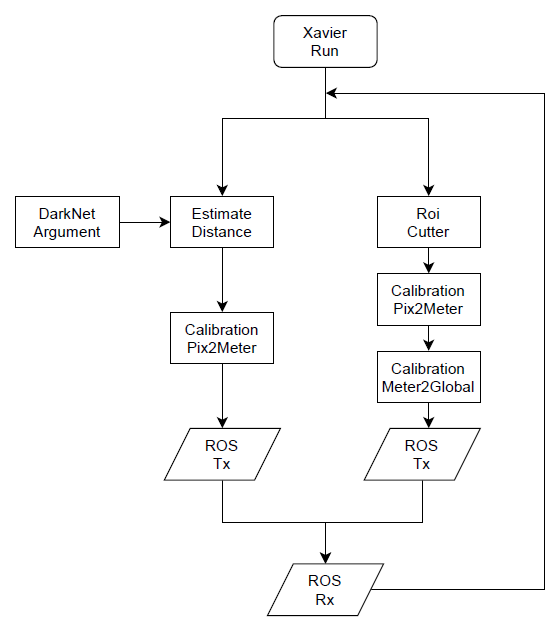 Xavier
Run
DarkNet
Argument
Estimate
Distance
Roi
Cutter
Calibration
Pix2Meter
Calibration
Pix2Meter
Calibration
Meter2Global
ROS
Tx
ROS
Tx
ROS
Rx